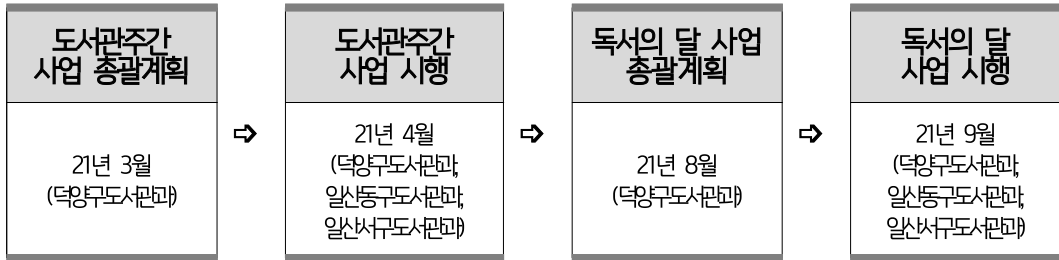 도서관주간
사업 총괄계획
21년 3월
(덕양구도서관과)
⇨
도서관주간
사업 시행
21년 4월
(덕양구도서관과,
일산동구도서관과,
일산서구도서관과)
⇨
독서의 달 사업
총괄계획
21년 8월
(덕양구도서관과)
⇨
독서의 달
사업 시행
21년 9월
(덕양구도서관과,
일산동구도서관과,
일산서구도서관과)